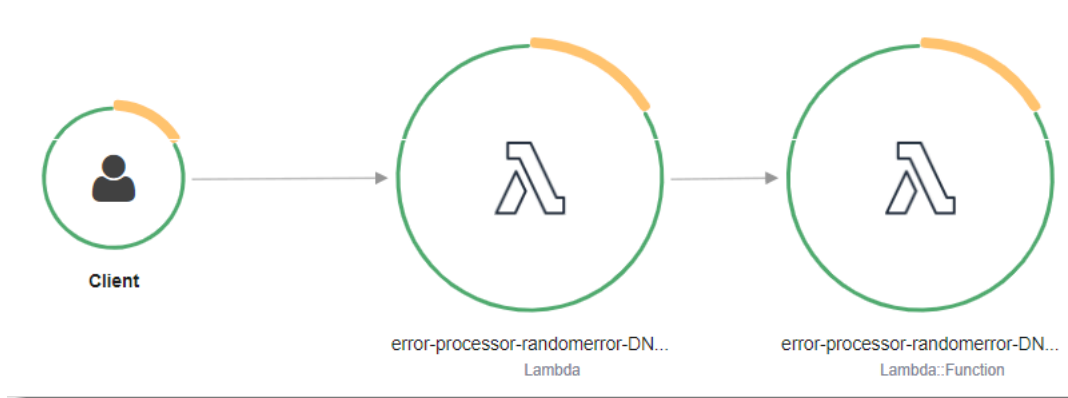 Client
error-processor-randomerror-DN...
Lambda
error-processor-randomerror-DN...
Lambda::Function